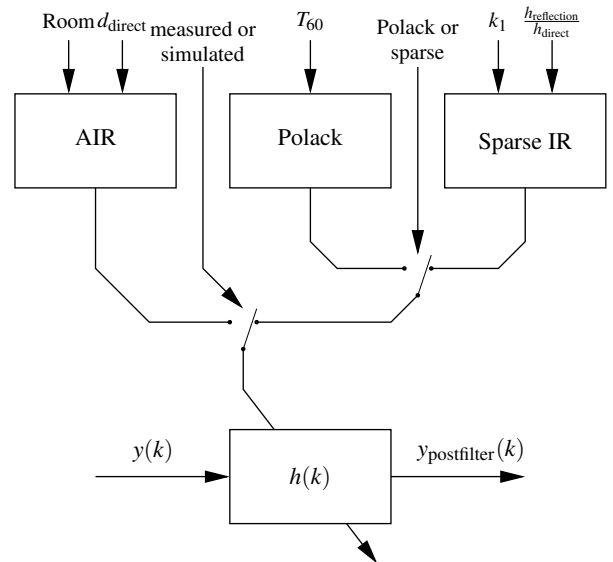 Room d_direct
measured or
simulated
T_60
Polack or
sparse
k_1
h_reflection/h_direct
AIR
Polack
Sparse IR
y(k)
h(k)
y_postfilter(k)